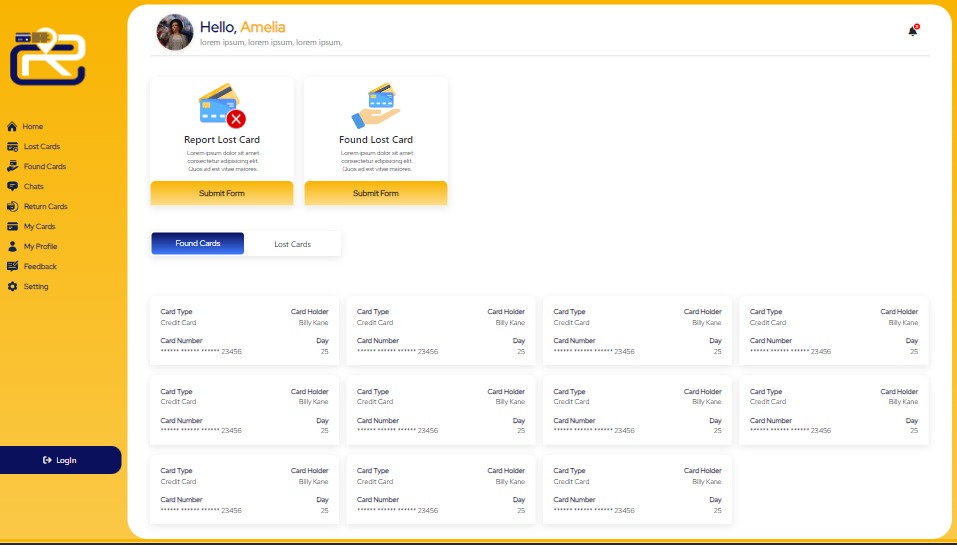 Hello, Amelia
lorem ipsum, lorem ipsum, lorem ipsum,
Home
Lost Cards
Found Cards
Chats
Return Cards
My Cards
My Profile
Feedback
Setting
LogIn
Report Lost Card
Lorem ipsum dolor sit amet
consectetur adipisicing elit.
Quos ad est vitae maiores.
Submit Form
Found Lost Card
Lorem ipsum dolor sit amet
consectetur adipisicing elit.
Quos ad est vitae maiores.
Submit Form
Found Cards
Lost Cards
Card Type Card Holder
Credit Card Billy Kane
Card Number Day
****** ****** ****** 23456 25
Card Type Card Holder
Credit Card Billy Kane
Card Number Day
****** ****** ****** 23456 25
Card Type Card Holder
Credit Card Billy Kane
Card Number Day
****** ****** ****** 23456 25
Card Type Card Holder
Credit Card Billy Kane
Card Number Day
****** ****** ****** 23456 25
Card Type Card Holder
Credit Card Billy Kane
Card Number Day
****** ****** ****** 23456 25
Card Type Card Holder
Credit Card Billy Kane
Card Number Day
****** ****** ****** 23456 25
Card Type Card Holder
Credit Card Billy Kane
Card Number Day
****** ****** ****** 23456 25
Card Type Card Holder
Credit Card Billy Kane
Card Number Day
****** ****** ****** 23456 25
Card Type Card Holder
Credit Card Billy Kane
Card Number Day
****** ****** ****** 23456 25
Card Type Card Holder
Credit Card Billy Kane
Card Number Day
****** ****** ****** 23456 25
Card Type Card Holder
Credit Card Billy Kane
Card Number Day
****** ****** ****** 23456 25